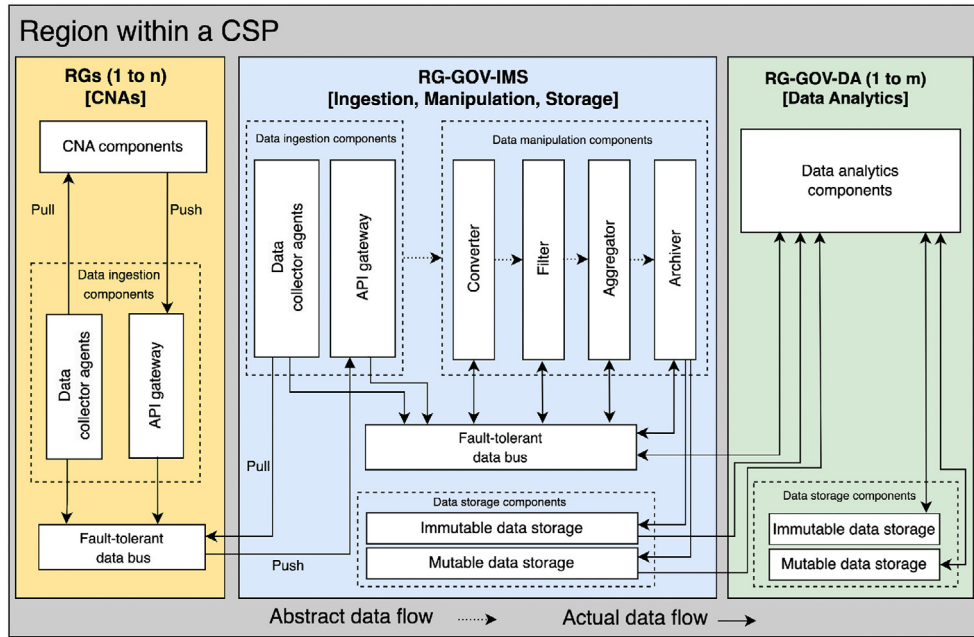 Region within a CSP
RGs (1 to n)
[CNAs]
CNA components
Pull
Push
Data ingestion
components
Data
collector agents
API gateway
Fault-tolerant
data bus
RG-GOV-IMS
[Ingestion, Manipulation, Storage]
Data ingestion components
Data
collector agents
API gateway
Data manipulation components
Converter
Filter
Aggregator
Archiver
Fault-tolerant
data bus
Pull
Push
Data storage components
Immutable data storage
Mutable data storage
RG-GOV-DA (1 to m)
[Data Analytics]
Data analytics
components
Data storage components
Immutable data storage
Mutable data storage
Abstract data flow
Actual data flow